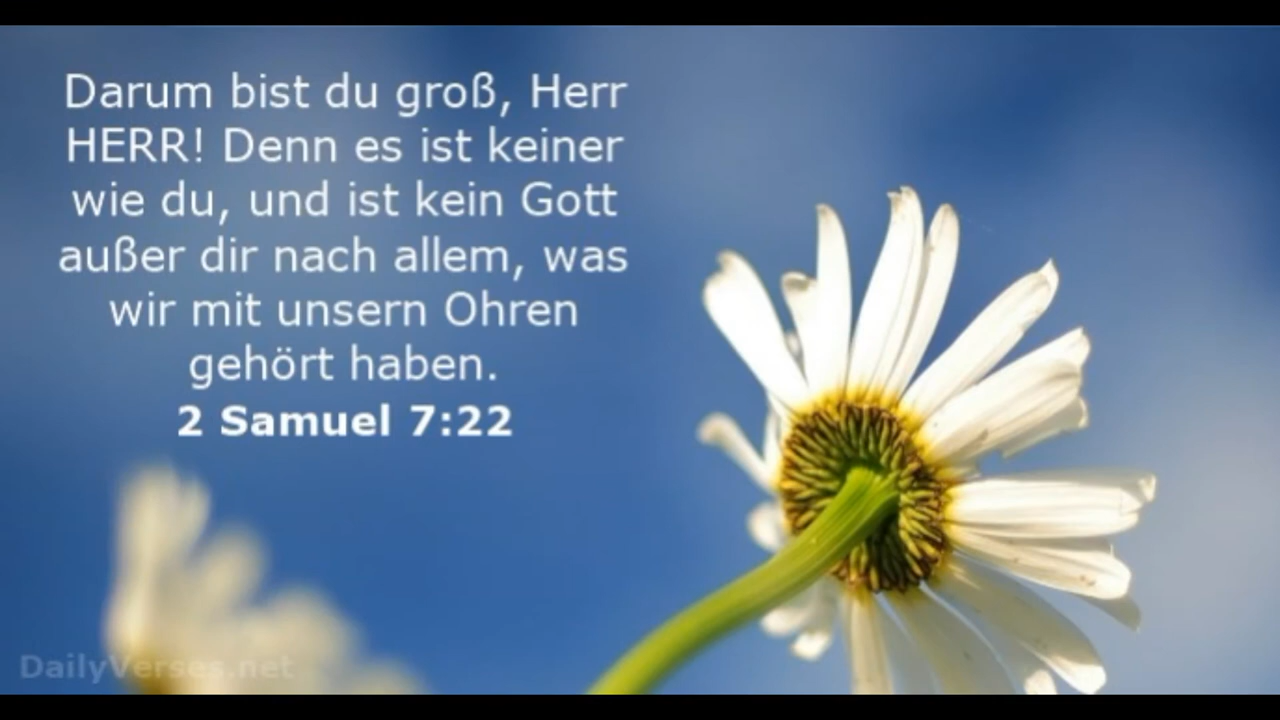 Darum bist du groß, Herr
HERR! Denn es ist keiner
wie du, und ist kein Gott
außer dir nach allem, was
wir mit unsern Ohren
gehört haben.
2 Samuel 7:22
DailyVerses.net